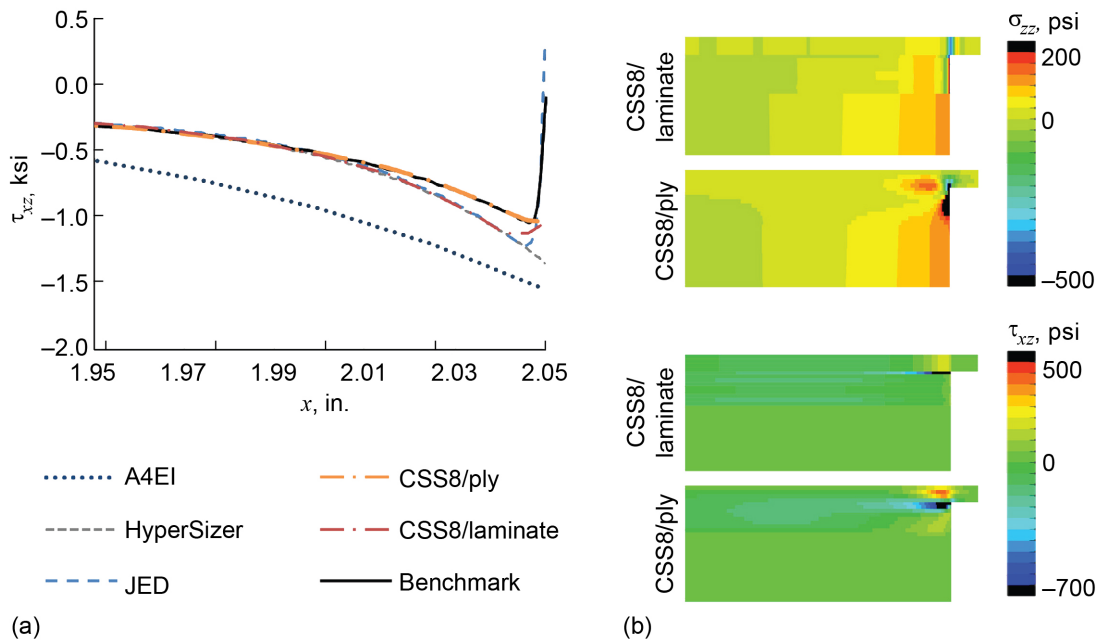 0.5
0.0
–0.5
–1.0
–1.5
–2.0
τxz, ksi
1.95
1.97
1.99
2.01
2.03
2.05
x, in.
A4EI
HyperSizer
JED
CSS8/ply
CSS8/laminate
Benchmark
(a)
CSS8/
laminate
CSS8/ply
σzz, psi
200
0
–500
CSS8/
laminate
CSS8/ply
τxz, psi
500
0
–700
(b)